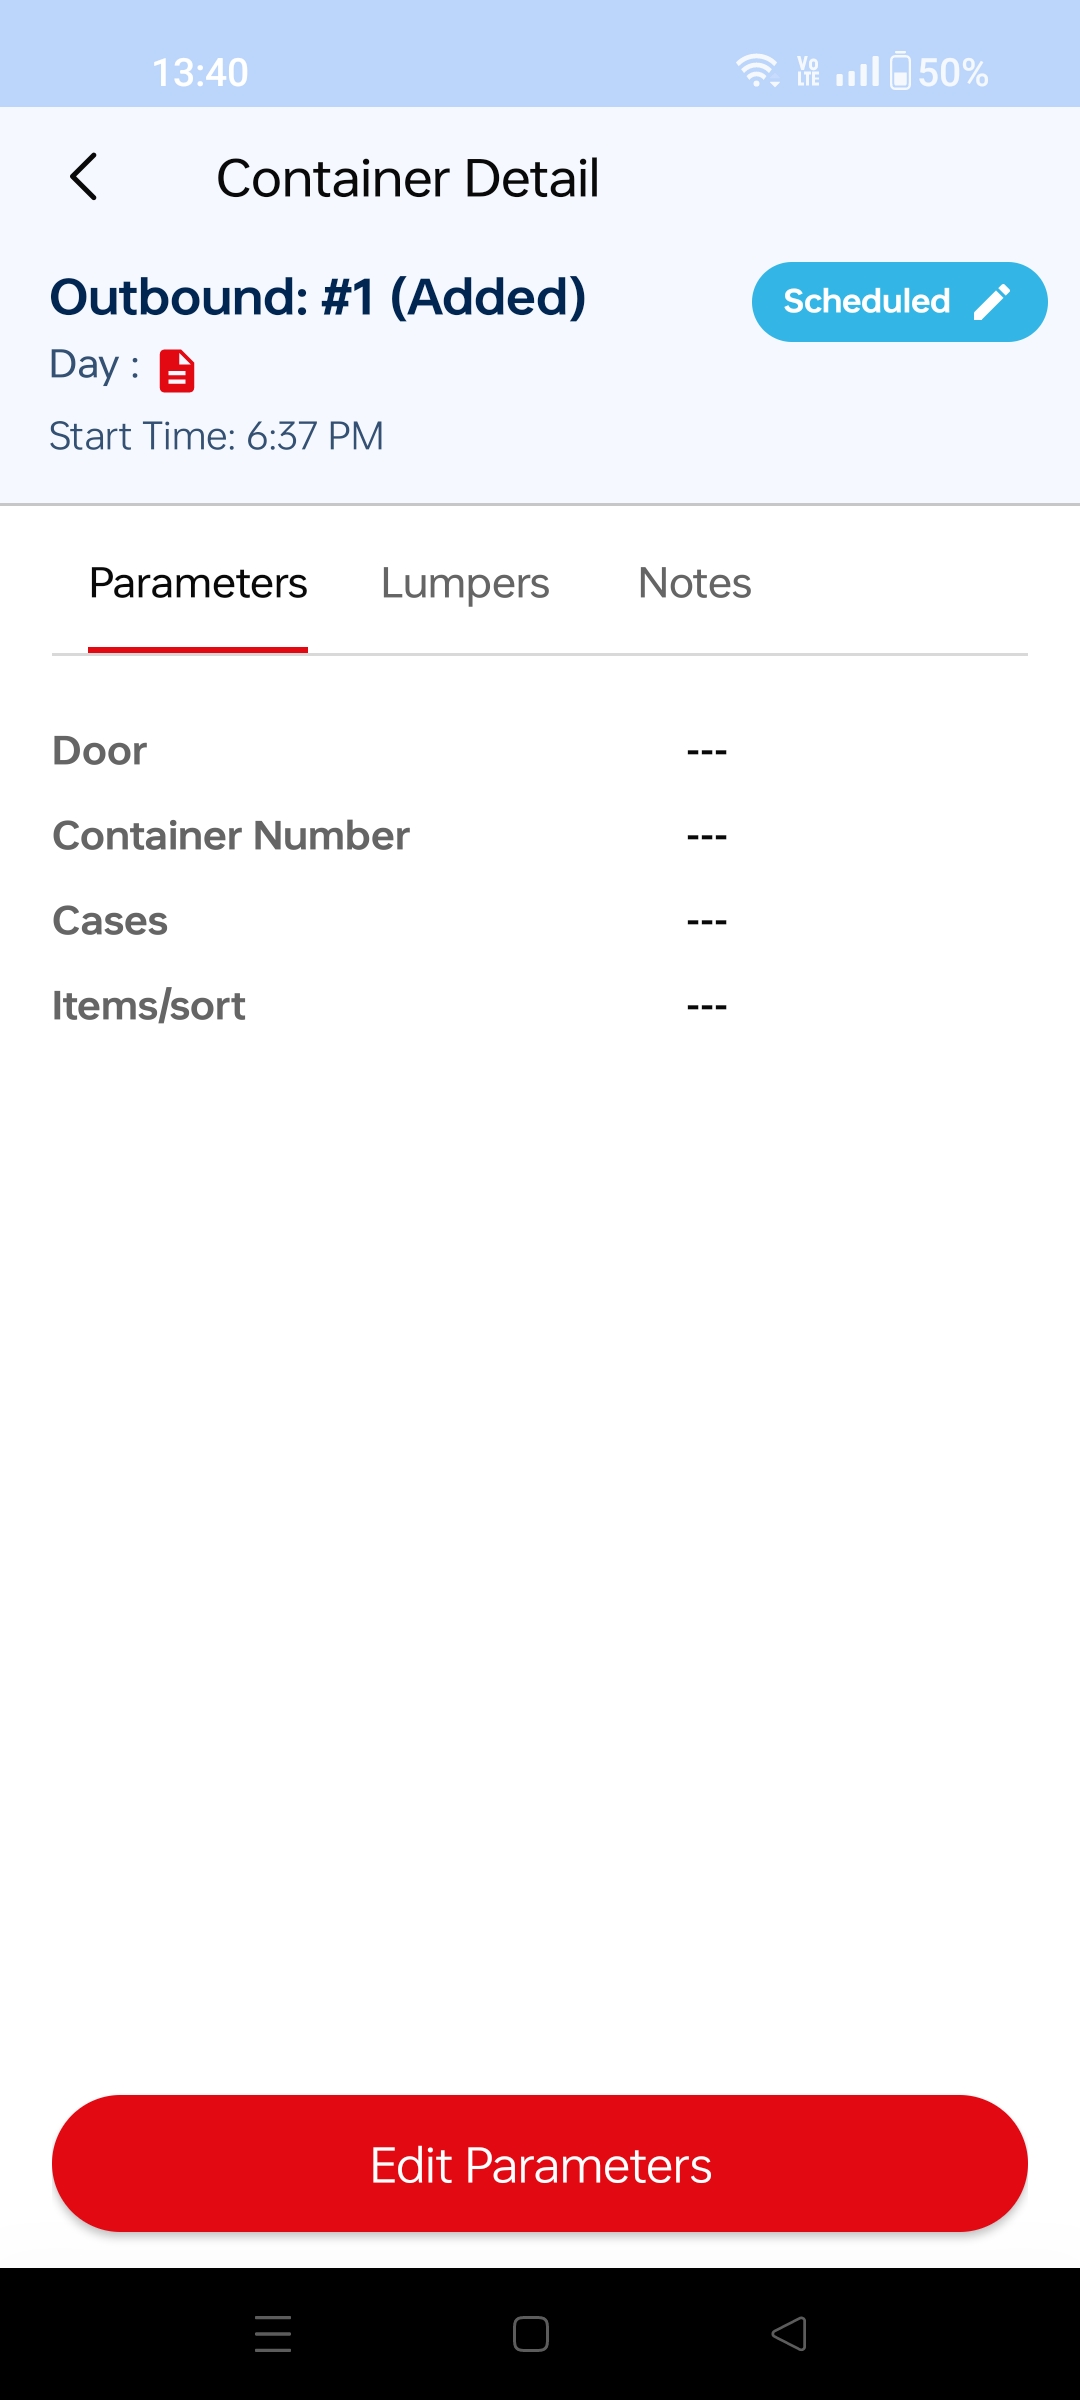 13:40
Vo LTE 50%
Container Detail
Outbound: #1 (Added)
Scheduled
Day :
Start Time: 6:37 PM
Parameters Lumpers Notes
Door ---
Container Number ---
Cases ---
Items/sort ---
Edit Parameters